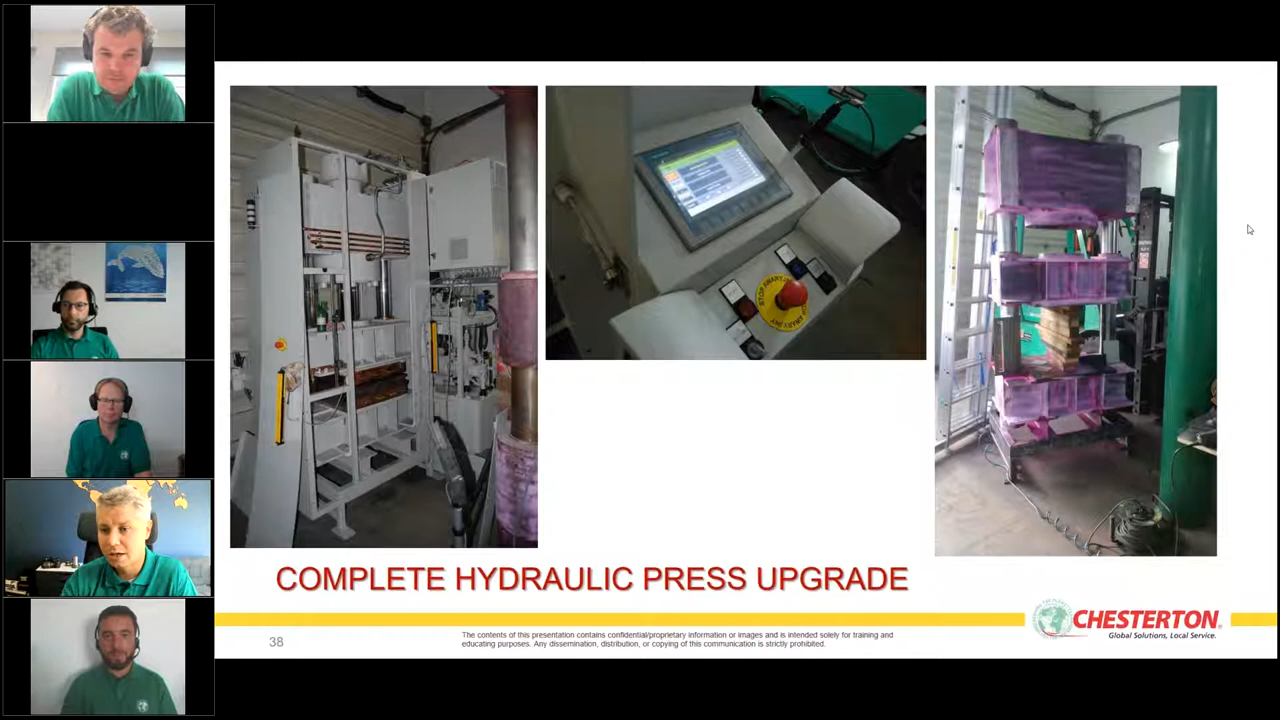 COMPLETE HYDRAULIC PRESS UPGRADE
CHESTERTON®
Global Solutions, Local Service.
38
The contents of this presentation contains confidential/proprietary information or images and is intended solely for training and
educating purposes. Any dissemination, distribution, or copying of this communication is strictly prohibited.